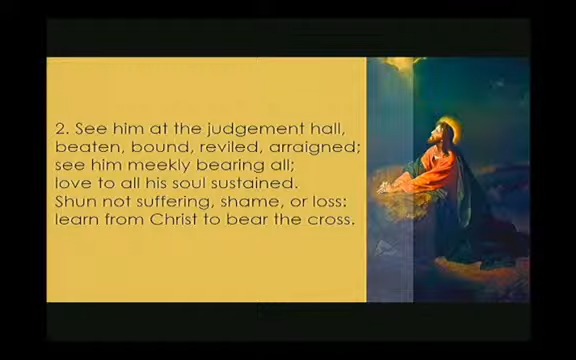 2. See him at the judgement hall,
beaten, bound, reviled, arraigned;
see him meekly bearing all;
love to all his soul sustained.
Shun not suffering, shame, or loss:
learn from Christ to bear the cross.